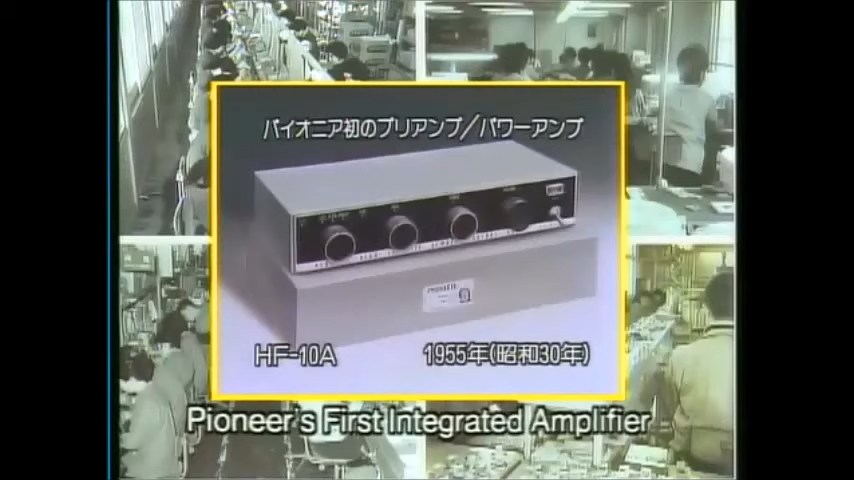 パイオニア初のプリアンプ/パワーアンプ
PIONEER
HF-10A
1955年(昭和30年)
Pioneer's First Integrated Amplifier